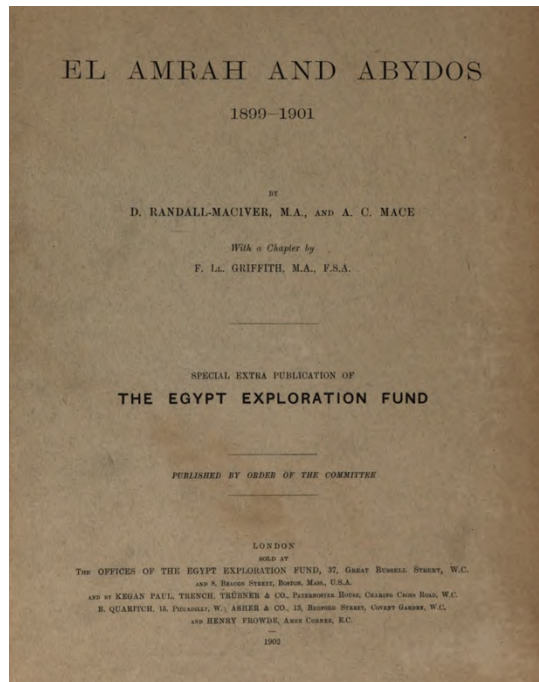 EL AMRAH AND ABYDOS
1899–1901
BY
D. RANDALL-MACIVER, M.A., AND A. C. MACE
With a Chapter by
F. LL. GRIFFITH, M.A., F.S.A.
SPECIAL EXTRA PUBLICATION OF
THE EGYPT EXPLORATION FUND
PUBLISHED BY ORDER OF THE COMMITTEE
LONDON
SOLD AT
THE OFFICES OF THE EGYPT EXPLORATION FUND, 37, GREAT RUSSELL STREET, W.C.
AND 8, BEACON STREET, BOSTON, MASS., U.S.A.
AND BY KEGAN PAUL, TRENCH, TRÜBNER & CO., PATERNOSTER HOUSE, CHARING CROSS ROAD, W.C.
B. QUARITCH, 15, PICCADILLY, W.; ASHER & CO., 13, BEDFORD STREET, COVENT GARDEN, W.C.
AND HENRY FROWDE, AMEN CORNER, E.C.
1902